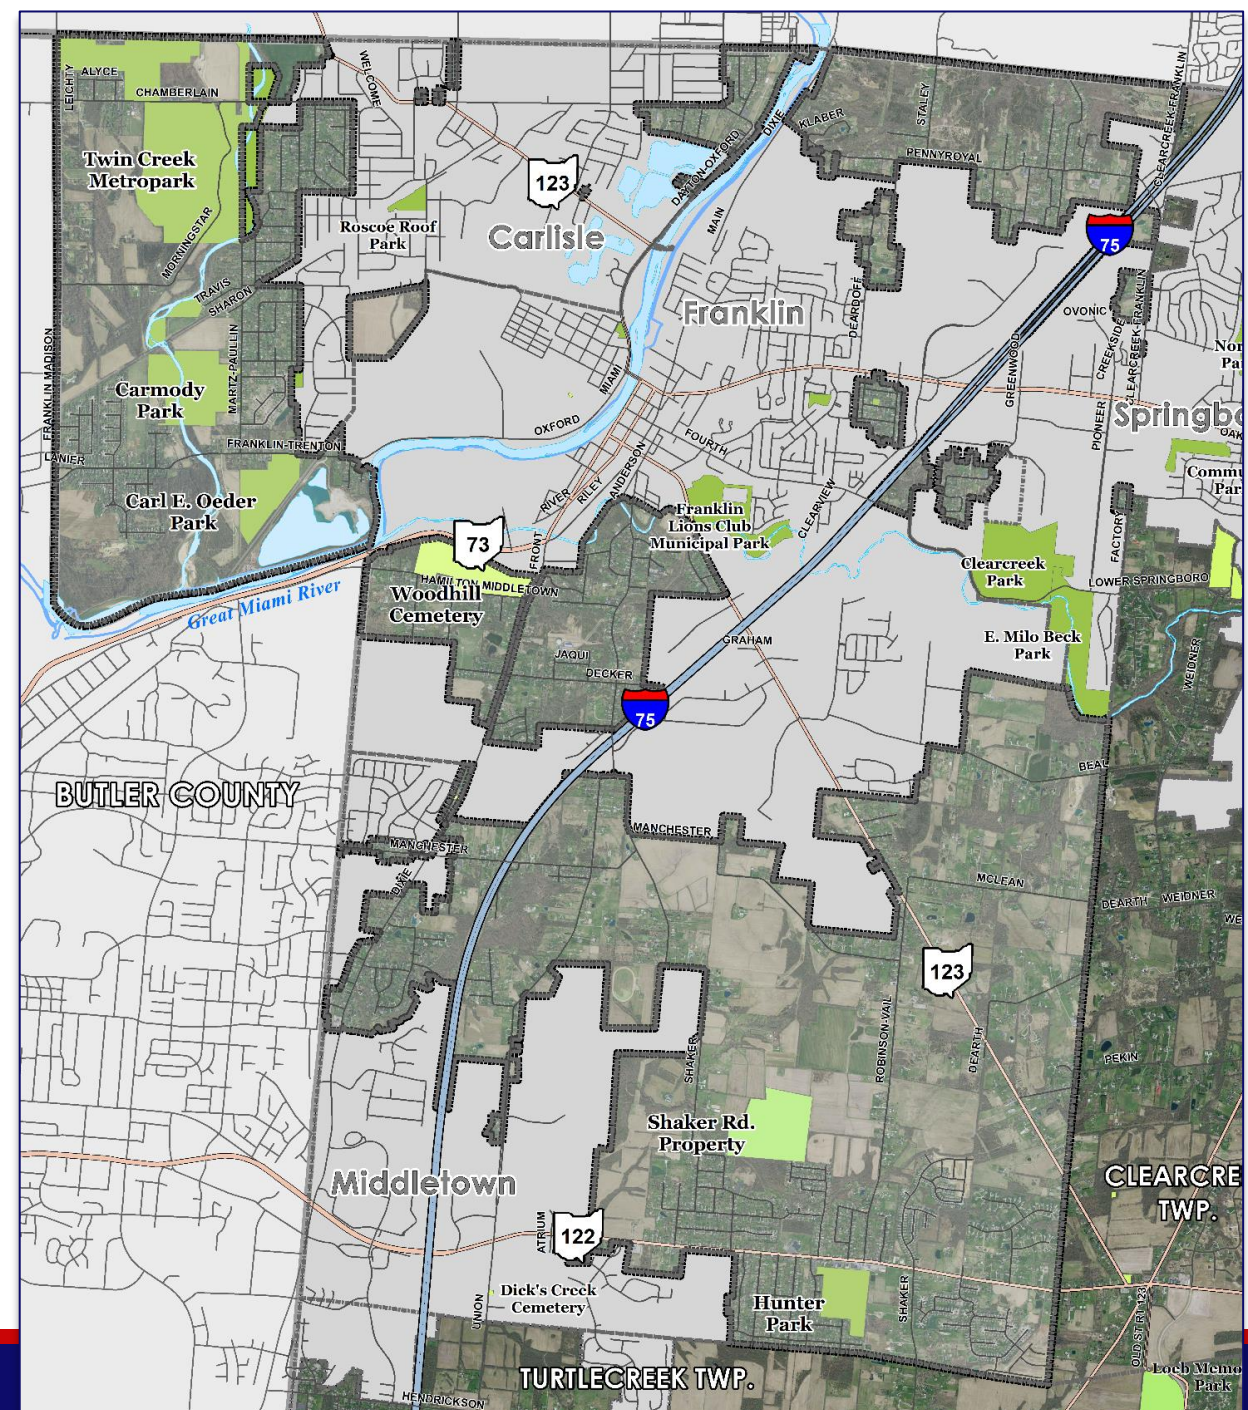 WELCOME
LEICHTY
ALYCE
CHAMBERLAIN
Twin Creek
Metropark
MORNINGSTAR
TRAVIS
SHARON
MARTZ-PAULLIN
FRANKLIN MADISON
Carmody
Park
FRANKLIN-TRENTON
LANIER
Carl E. Oeder
Park
Roscoe Roof
Park
123
Carlisle
DAYTON-OXFORD
DIXIE
MAIN
KLABER
STALEY
PENNYROYAL
CLEARCREEK-FRANKLIN
75
Franklin
DEARDOFF
OVONIC
GREENWOOD
CREEKSIDE
CLEARCREEK-FRANKLIN
PIONEER
Nor
Pa
Springbo
OAK
Commu
Par
MIAMI
OXFORD
FOURTH
ANDERSON
RIVER
RILEY
FRONT
CLEARVIEW
Franklin
Lions Club
Municipal Park
FACTORY
Clearcreek
Park
LOWER SPRINGBORO
E. Milo Beck
Park
WEIDNER
73
HAMILTON MIDDLETOWN
Woodhill
Cemetery
Great Miami River
JAQUI
DECKER
GRAHAM
75
BEAL
BUTLER COUNTY
MANCHESTER
MANCHESTER
DIXIE
MCLEAN
DEARTH
WEIDNER
WE
123
ROBINSON-VAIL
DEARTH
SHAKER
PEKIN
Shaker Rd.
Property
Middletown
CLEARCRE
TWP.
ATRIUM
122
Dick's Creek
Cemetery
UNION
Hunter
Park
SHAKER
OLD ST RT 123
Loeb Memo
Park
TURTLECREEK TWP.
HENDRICKSON